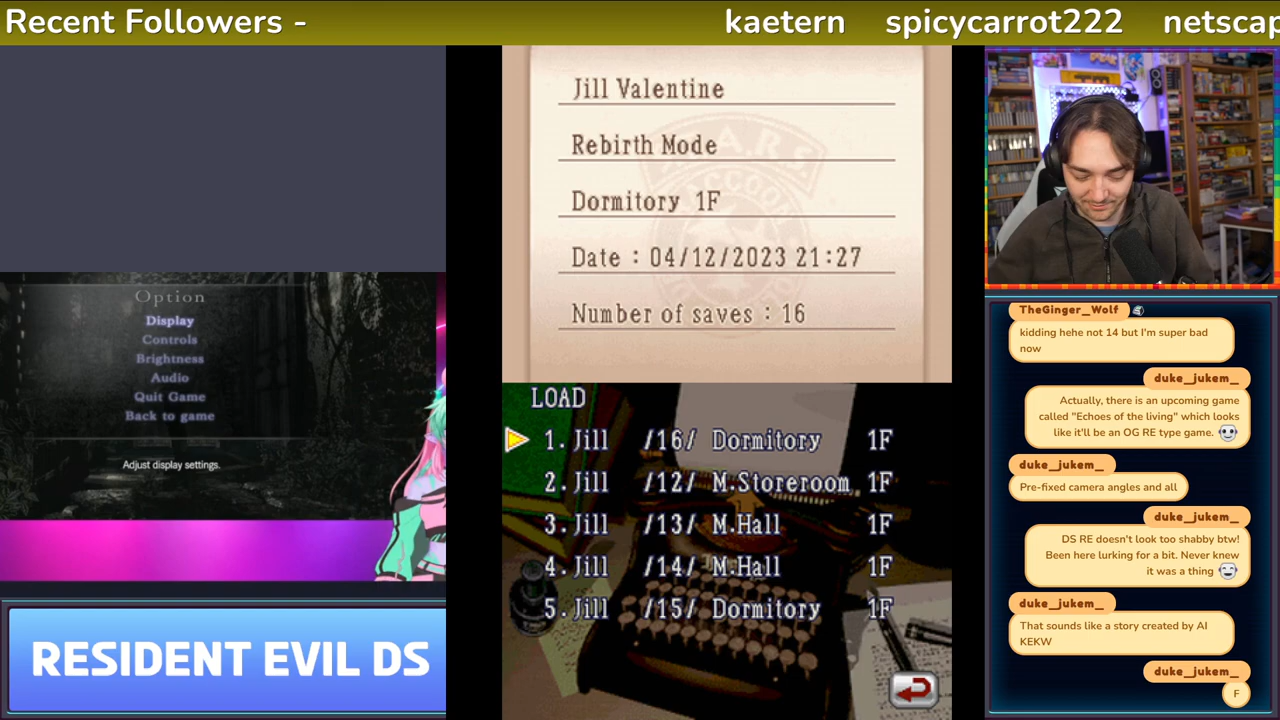 Recent Followers -
kaetern
spicycarrot222
netscap
Option
Display
Controls
Brightness
Audio
Quit Game
Back to game
Adjust display settings.
RESIDENT EVIL DS
Jill Valentine
Rebirth Mode
Dormitory 1F
Date : 04/12/2023 21:27
Number of saves : 16
LOAD
1. Jill /16/ Dormitory 1F
2. Jill /12/ M.Storeroom 1F
3. Jill /13/ M.Hall 1F
4. Jill /14/ M.Hall 1F
5. Jill /15/ Dormitory 1F
TheGinger_Wolf
kidding hehe not 14 but I'm super bad
now
duke_jukem_
Actually, there is an upcoming game
called "Echoes of the living" which looks
like it'll be an OG RE type game.
duke_jukem_
Pre-fixed camera angles and all
duke_jukem_
DS RE doesn't look too shabby btw!
Been here lurking for a bit. Never knew
it was a thing
duke_jukem_
That sounds like a story created by AI
KEKW
duke_jukem_
F